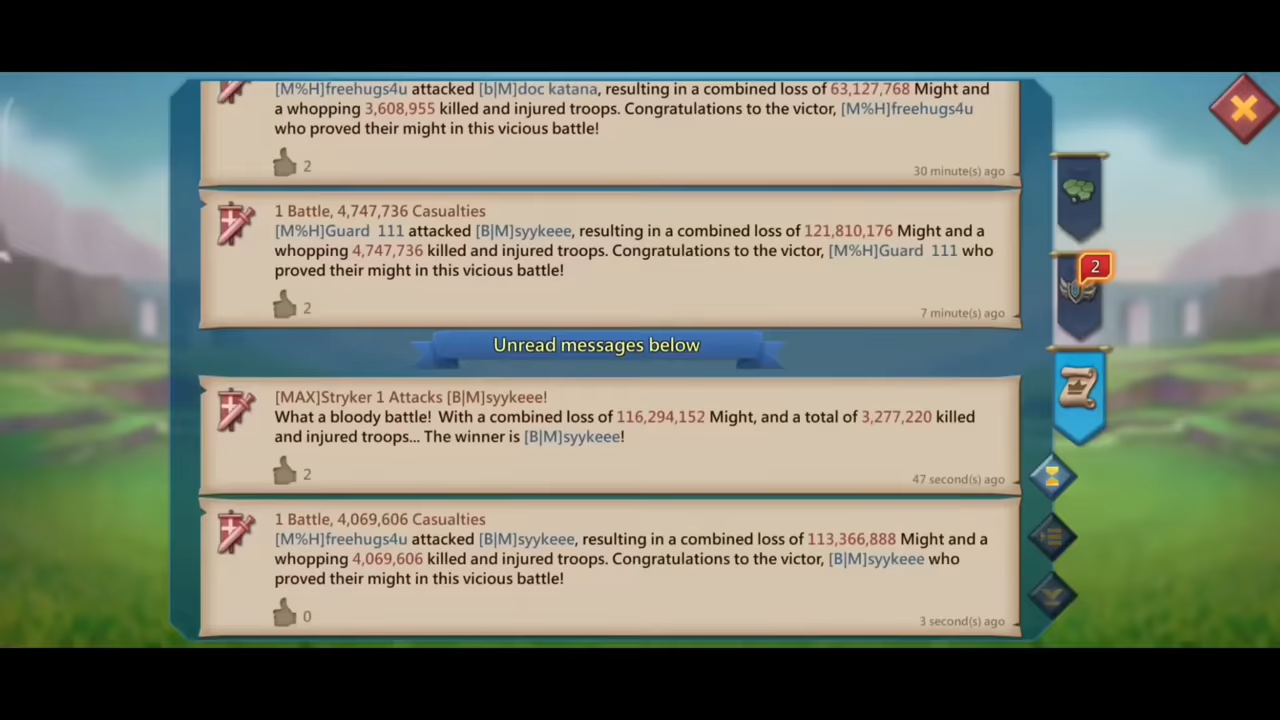 [M%H]freehugs4u attacked [b|M]doc katana, resulting in a combined loss of 63,127,768 Might and
a whopping 3,608,955 killed and injured troops. Congratulations to the victor, [M%H]freehugs4u
who proved their might in this vicious battle!
2
30 minute(s) ago
1 Battle, 4,747,736 Casualties
[M%H]Guard 111 attacked [B|M]syykeee, resulting in a combined loss of 121,810,176 Might and a
whopping 4,747,736 killed and injured troops. Congratulations to the victor, [M%H]Guard 111 who
proved their might in this vicious battle!
2
7 minute(s) ago
2
Unread messages below
[MAX]Stryker 1 Attacks [B|M]syykeee!
What a bloody battle! With a combined loss of 116,294,152 Might, and a total of 3,277,220 killed
and injured troops... The winner is [B|M]syykeee!
2
47 second(s) ago
1 Battle, 4,069,606 Casualties
[M%H]freehugs4u attacked [B|M]syykeee, resulting in a combined loss of 113,366,888 Might and a
whopping 4,069,606 killed and injured troops. Congratulations to the victor, [B|M]syykeee who
proved their might in this vicious battle!
0
3 second(s) ago